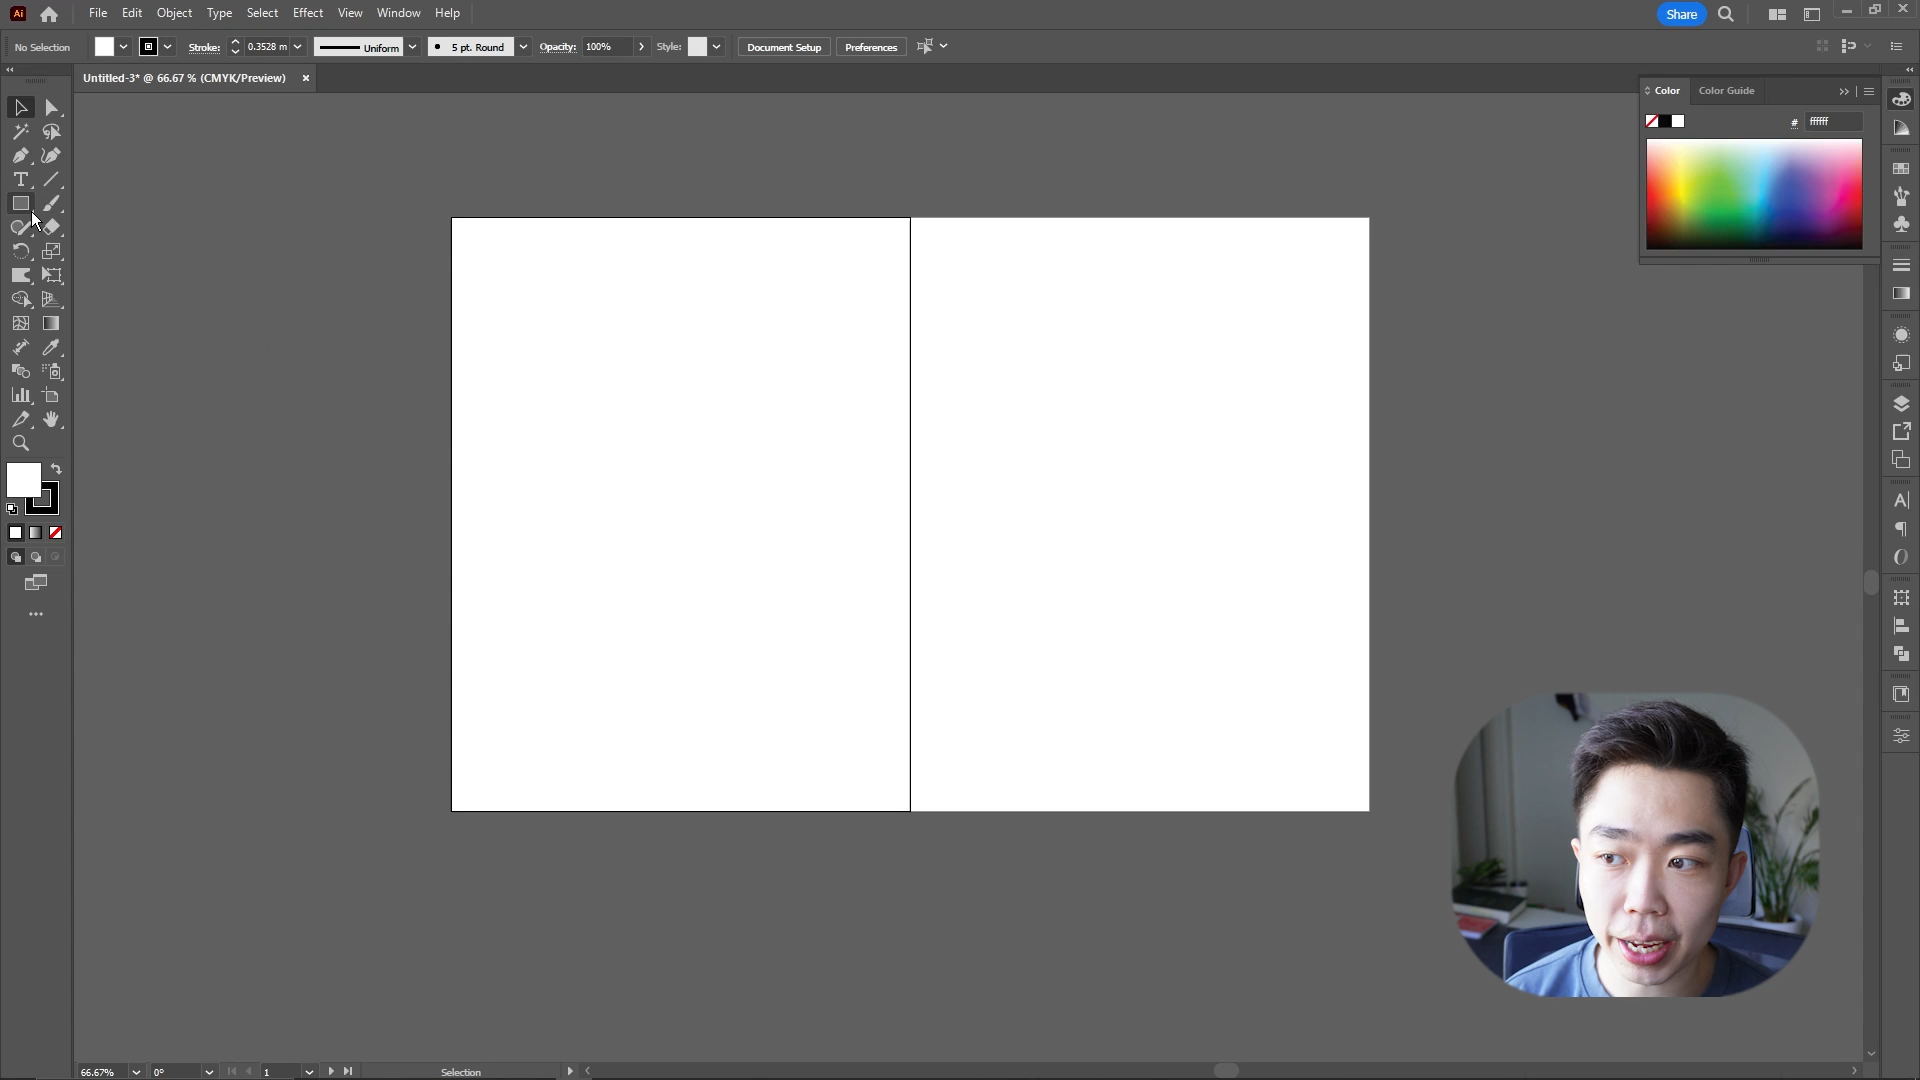 Ai File Edit Object Type Select Effect View Window Help Share
No Selection Stroke: 0.3528 m Uniform 5 pt. Round Opacity: 100% Style: Document Setup Preferences
Untitled-3* @ 66.67 % (CMYK/Preview)
Color Color Guide
# ffffff
66.67% 0° 1 Selection